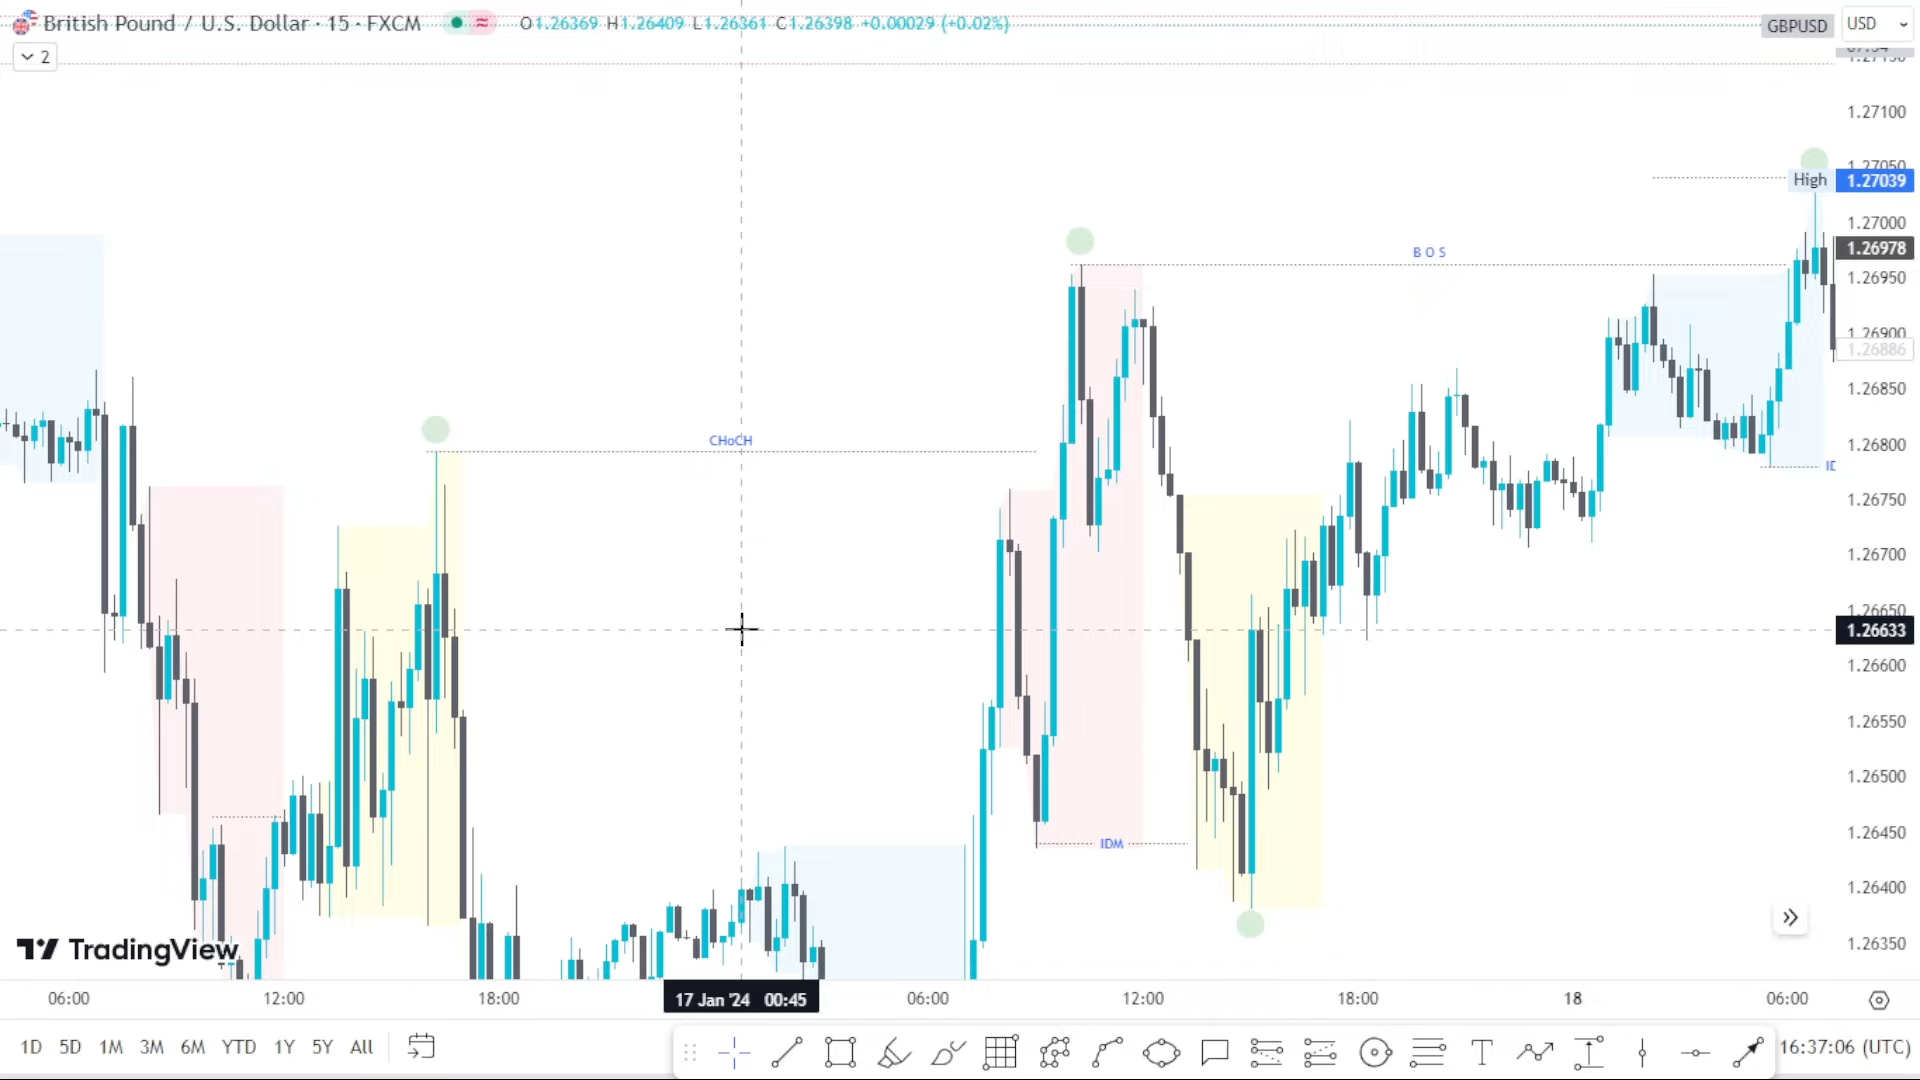 British Pound / U.S. Dollar · 15 · FXCM
O1.26369 H1.26409 L1.26361 C1.26398 +0.00029 (+0.02%)
GBPUSD
USD
2
1.27150
1.27100
1.27050
High 1.27039
1.27000
B O S
1.26978
1.26950
1.26900
1.26886
1.26850
CHoCH
1.26800
1.26750
1.26700
1.26650
1.26633
1.26600
1.26550
1.26500
1.26450
IDM
1.26400
1.26350
TradingView
06:00 12:00 18:00 17 Jan '24 00:45 06:00 12:00 18:00 18 06:00
1D 5D 1M 3M 6M YTD 1Y 5Y All
T
16:37:06 (UTC)